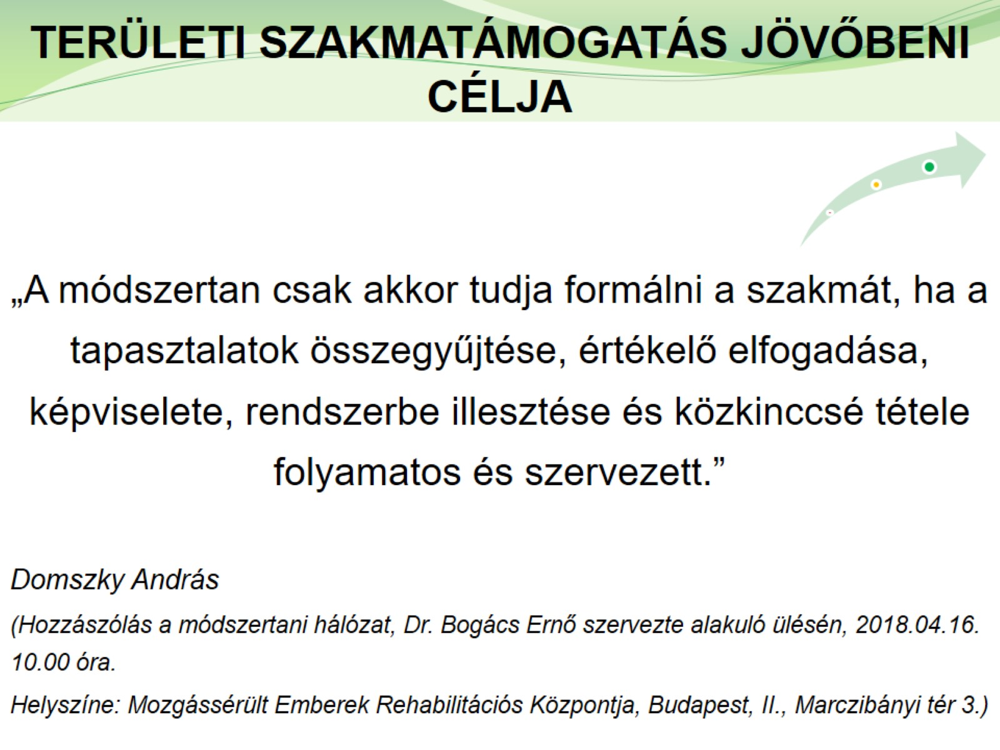 TERÜLETI SZAKMATÁMOGATÁS JÖVŐBENI
CÉLJA
„A módszertan csak akkor tudja formálni a szakmát, ha a
tapasztalatok összegyűjtése, értékelő elfogadása,
képviselete, rendszerbe illesztése és közkinccsé tétele
folyamatos és szervezett.”
Domszky András
(Hozzászólás a módszertani hálózat, Dr. Bogács Ernő szervezte alakuló ülésén, 2018.04.16.
10.00 óra.
Helyszíne: Mozgássérült Emberek Rehabilitációs Központja, Budapest, II., Marczibányi tér 3.)